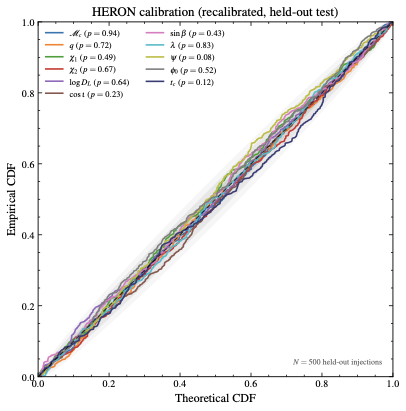 HERON calibration (recalibrated, held-out test)
ℳc (p = 0.94)
q (p = 0.72)
χ1 (p = 0.49)
χ2 (p = 0.67)
log DL (p = 0.64)
cos ι (p = 0.23)
sin β (p = 0.43)
λ (p = 0.83)
ψ (p = 0.08)
ϕ0 (p = 0.52)
tc (p = 0.12)
Empirical CDF
1.0
0.8
0.6
0.4
0.2
0.0
N = 500 held-out injections
0.0 0.2 0.4 0.6 0.8 1.0
Theoretical CDF